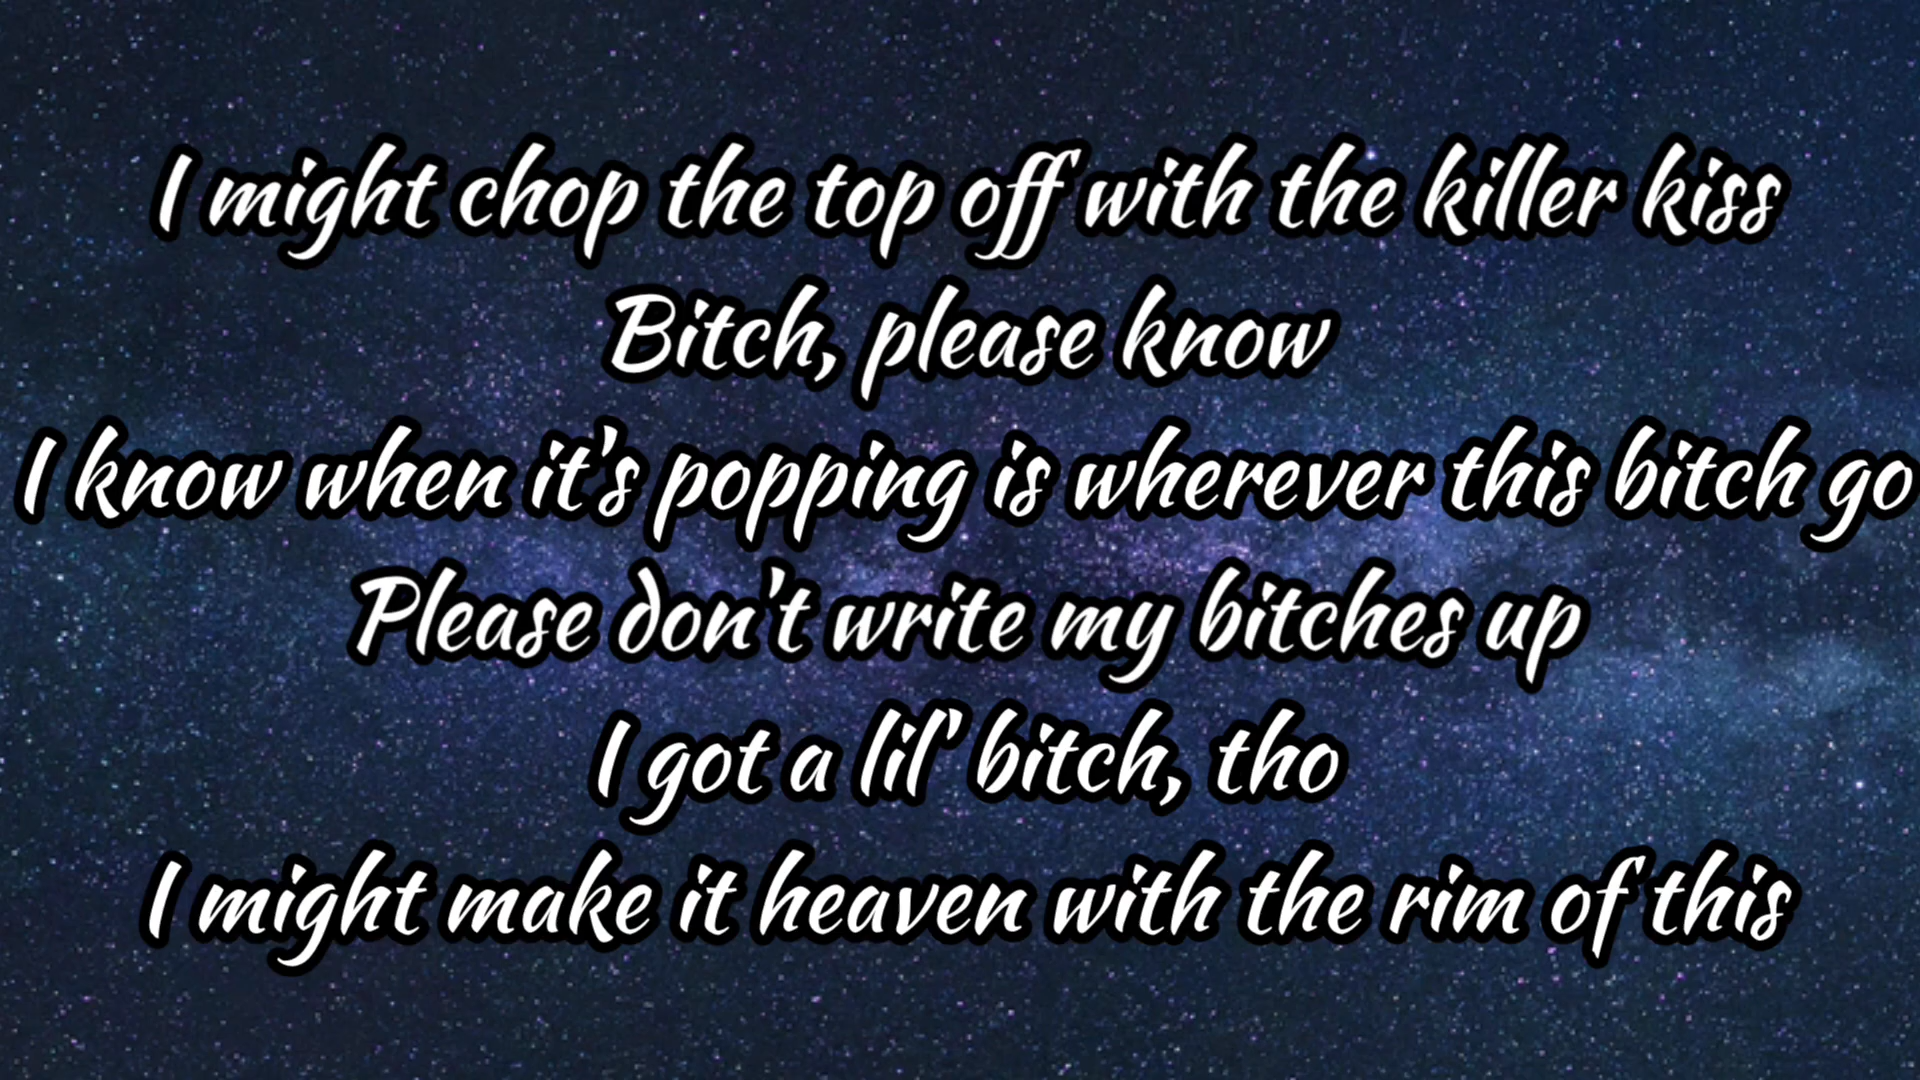 I might chop the top off with the killer kiss
Bitch, please know
I know when it's popping is wherever this bitch go
Please don't write my bitches up
I got a lil' bitch, tho
I might make it heaven with the rim of this